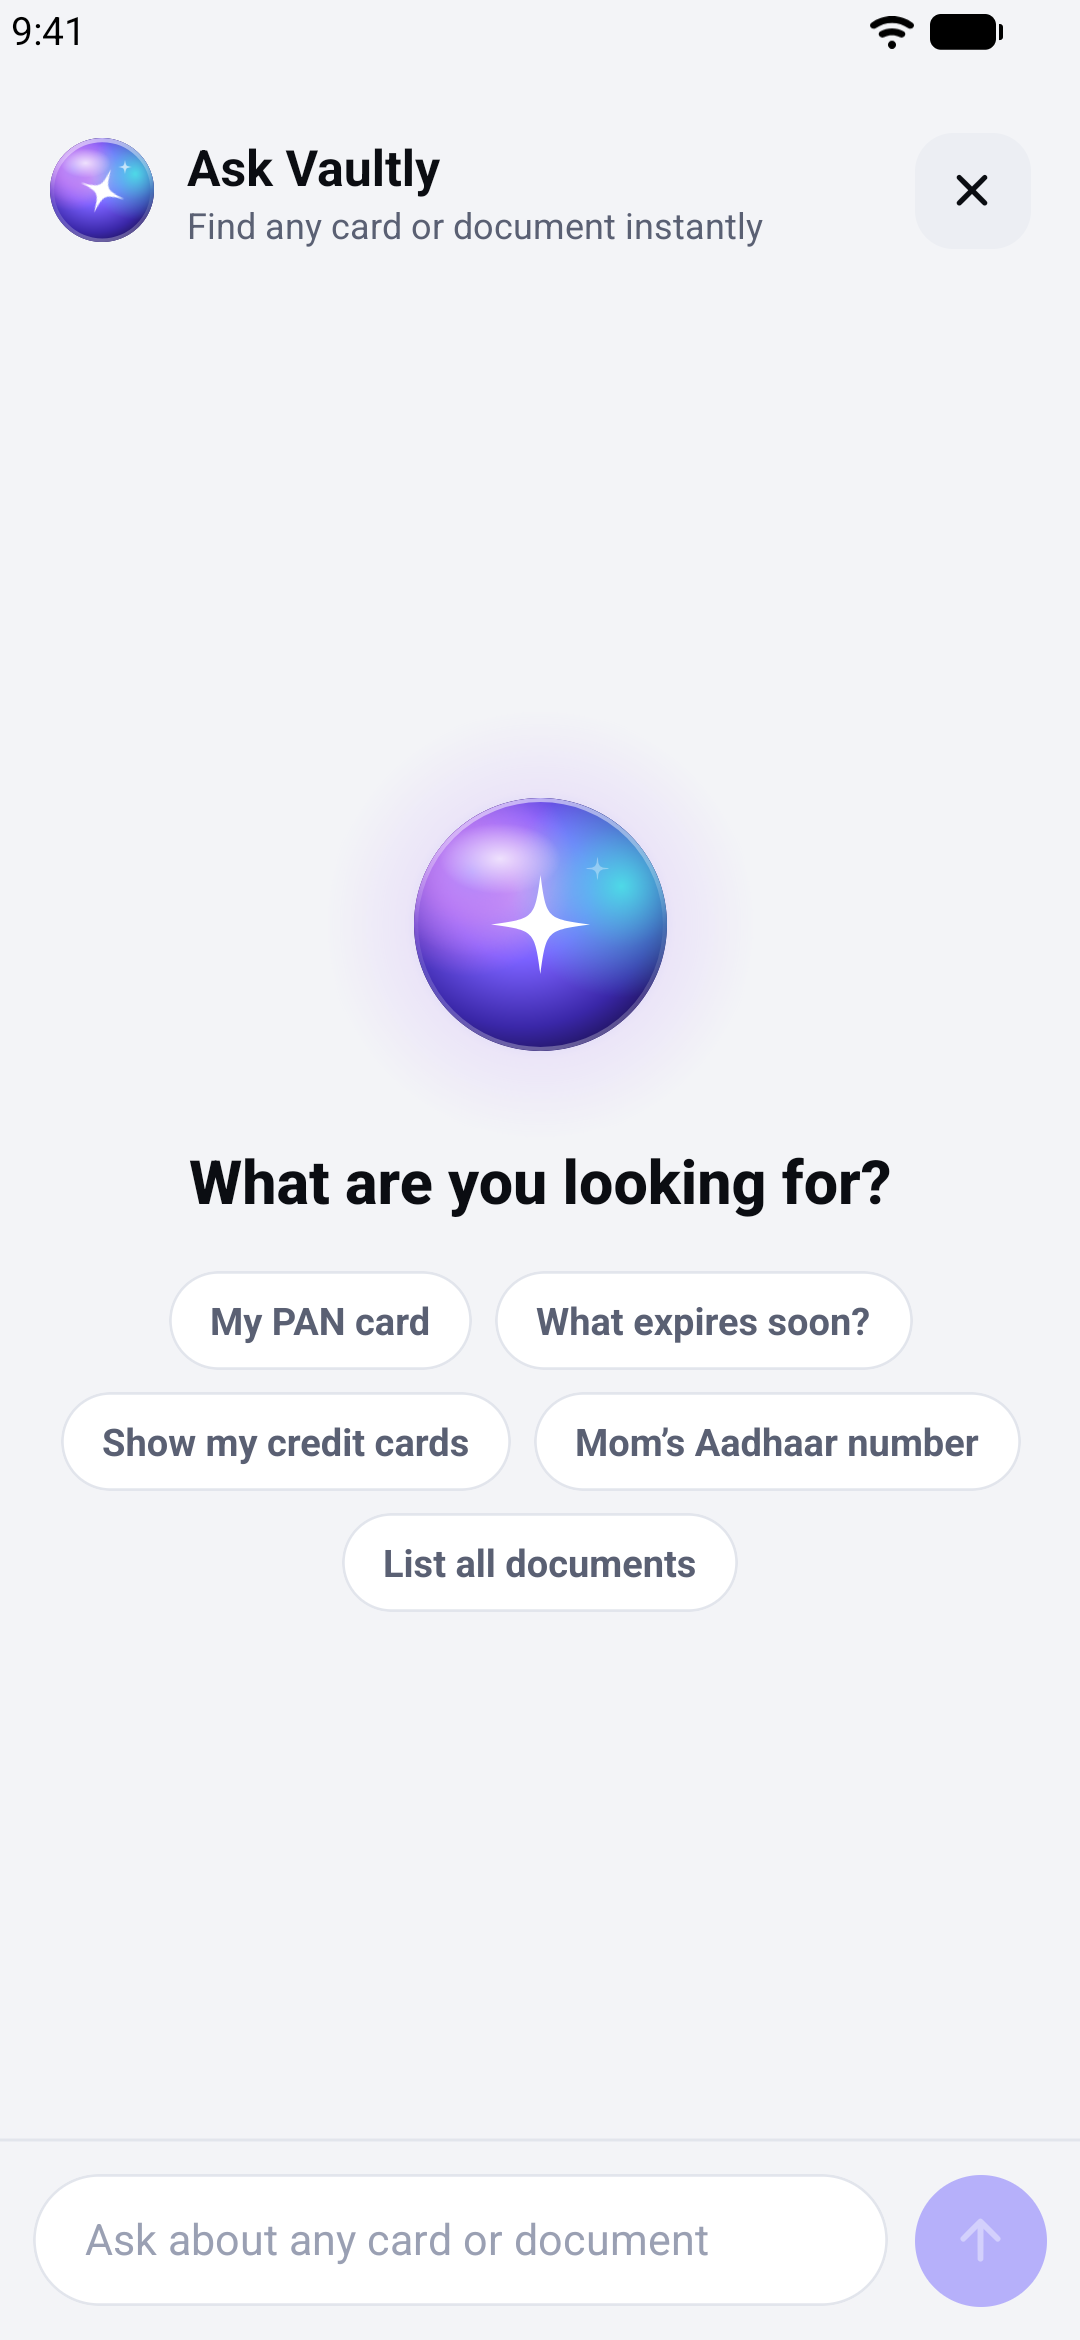 9:41
Ask Vaultly
Find any card or document instantly
What are you looking for?
My PAN card
What expires soon?
Show my credit cards
Mom’s Aadhaar number
List all documents
Ask about any card or document